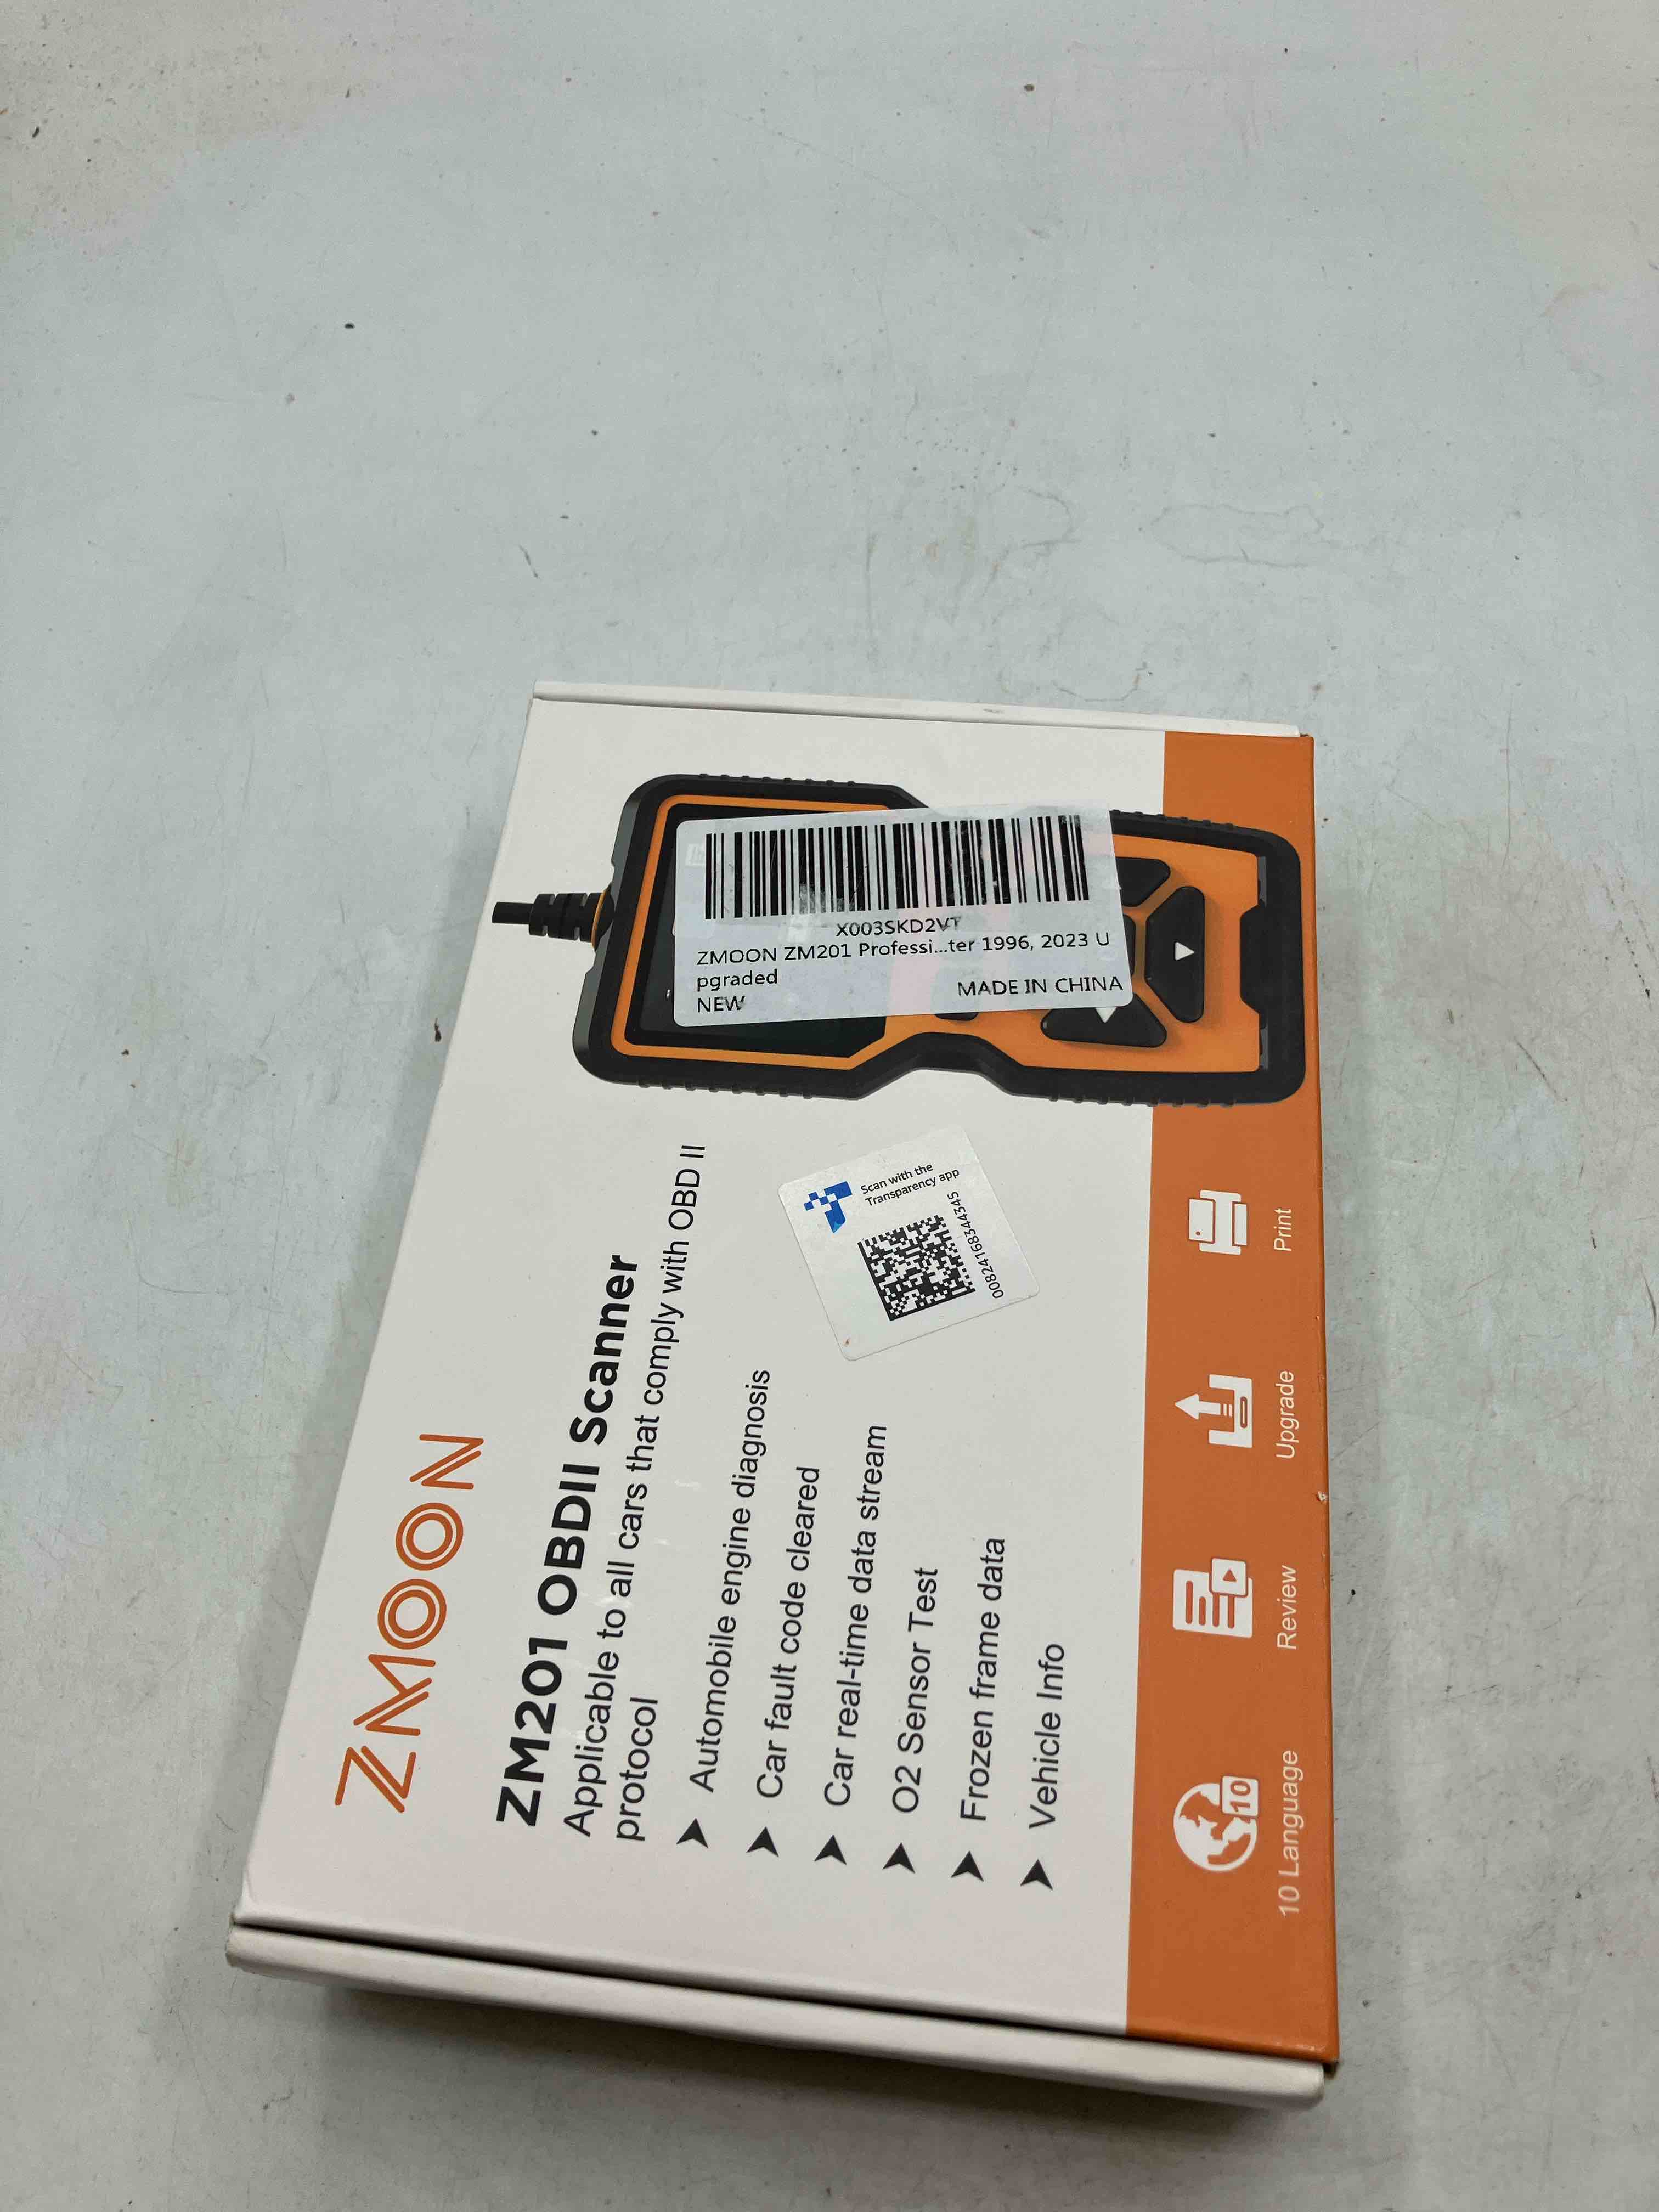 ZMOON
ZM201 OBDII Scanner
Applicable to all cars that comply with OBD II
protocol
➤ Automobile engine diagnosis
➤ Car fault code cleared
➤ Car real-time data stream
➤ O2 Sensor Test
➤ Frozen frame data
➤ Vehicle Info
Scan with the
Transparency app
0082416834434​5
X003SKD2VT
ZMOON ZM201 Professi...ter 1996, 2023 U
pgraded
NEW
MADE IN CHINA
10
10 Language
Review
Upgrade
Print